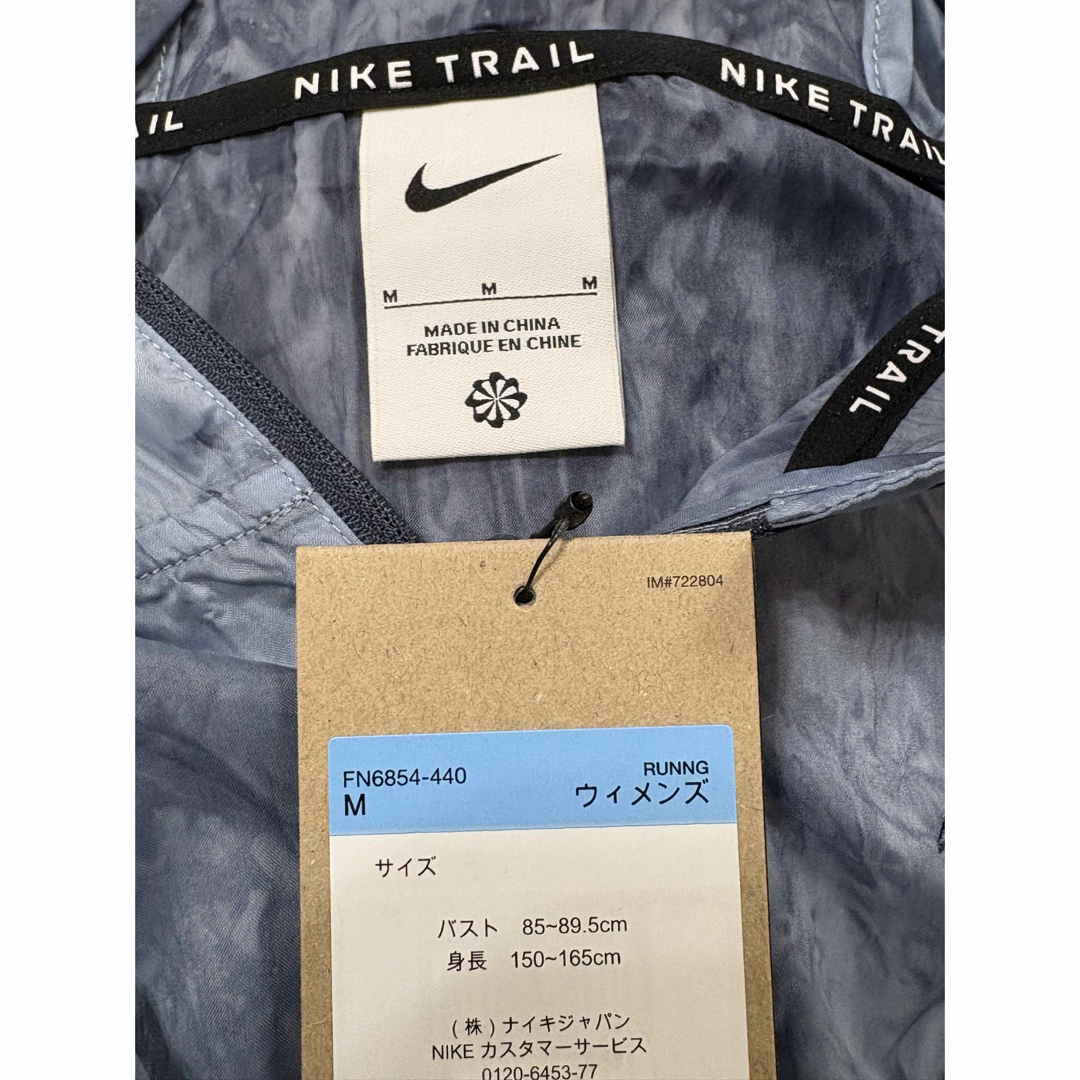 NIKE TRAIL
NIKE TRAIL
IL
TRAIL
M M M
MADE IN CHINA
FABRIQUE EN CHINE
IM#722804
FN6854-440
RUNNG
M
ウィメンズ
サイズ
バスト 85~89.5cm
身長 150~165cm
(株)ナイキジャパン
NIKE カスタマーサービス
0120-6453-77